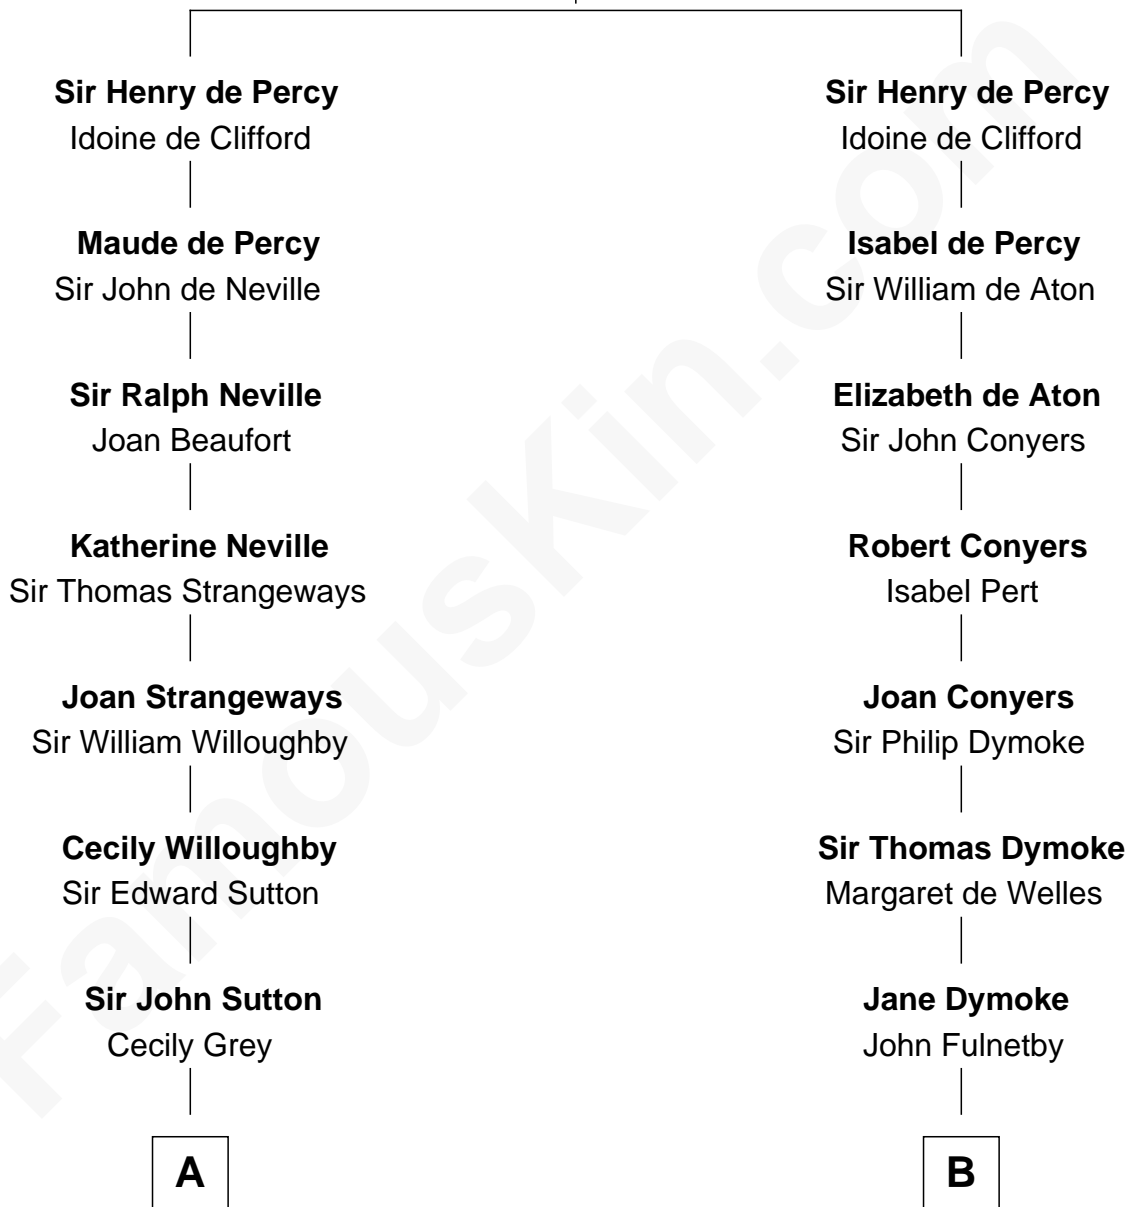 Sir Henry de Percy
Idoine de Clifford
Maude de Percy
Sir John de Neville
Sir Ralph Neville
Joan Beaufort
Katherine Neville
Sir Thomas Strangeways
Joan Strangeways
Sir William Willoughby
Cecily Willoughby
Sir Edward Sutton
Sir John Sutton
Cecily Grey
A
Sir Henry de Percy
Idoine de Clifford
Isabel de Percy
Sir William de Aton
Elizabeth de Aton
Sir John Conyers
Robert Conyers
Isabel Pert
Joan Conyers
Sir Philip Dymoke
Sir Thomas Dymoke
Margaret de Welles
Jane Dymoke
John Fulnetby
B
FamousKin.com